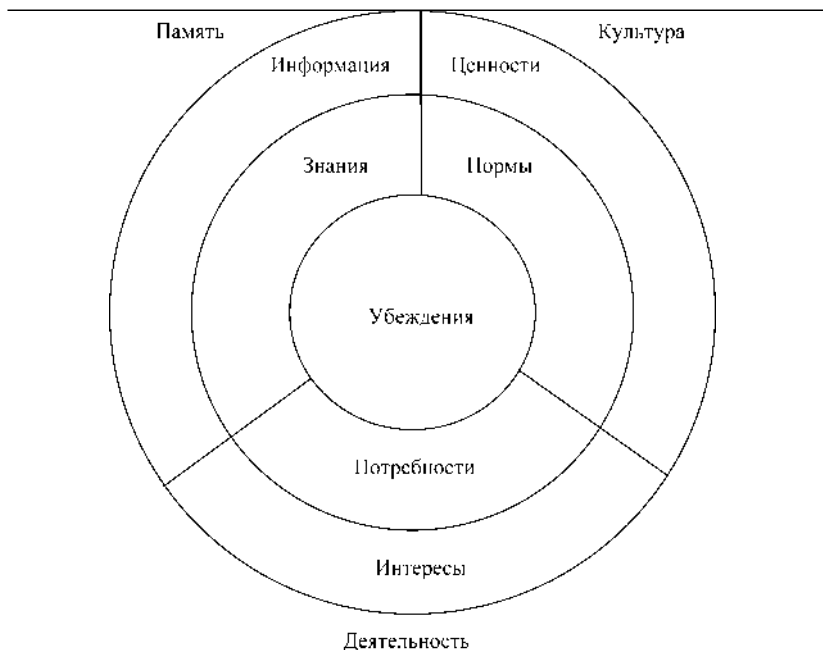 Память
Культура
Информация
Ценности
Знания
Нормы
Убеждения
Потребности
Интересы
Деятельность